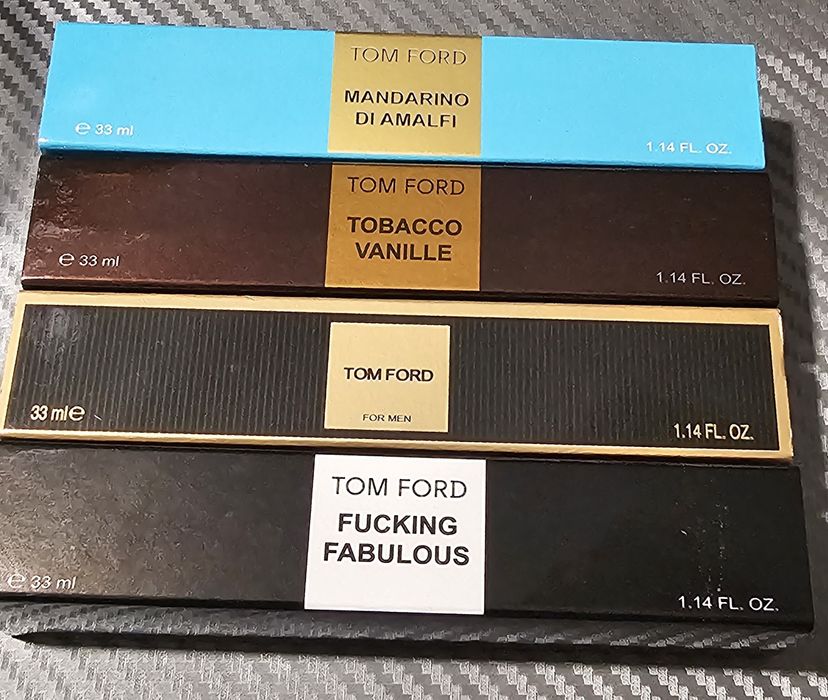 TOM FORD
MANDARINO
DI AMALFI
℮ 33 ml
1.14 FL. OZ.
TOM FORD
TOBACCO
VANILLE
℮ 33 ml
1.14 FL. OZ.
TOM FORD
FOR MEN
33 ml℮
1.14 FL. OZ.
TOM FORD
FUCKING
FABULOUS
℮ 33 ml
1.14 FL. OZ.